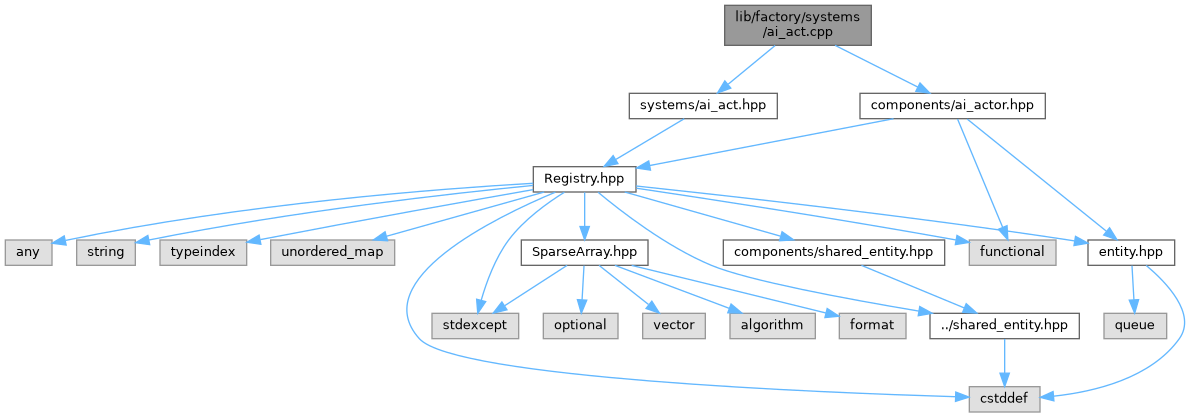 lib/factory/systems
/ai_act.cpp
systems/ai_act.hpp
components/ai_actor.hpp
Registry.hpp
any
string
typeindex
unordered_map
SparseArray.hpp
components/shared_entity.hpp
functional
entity.hpp
stdexcept
optional
vector
algorithm
format
../shared_entity.hpp
queue
cstddef